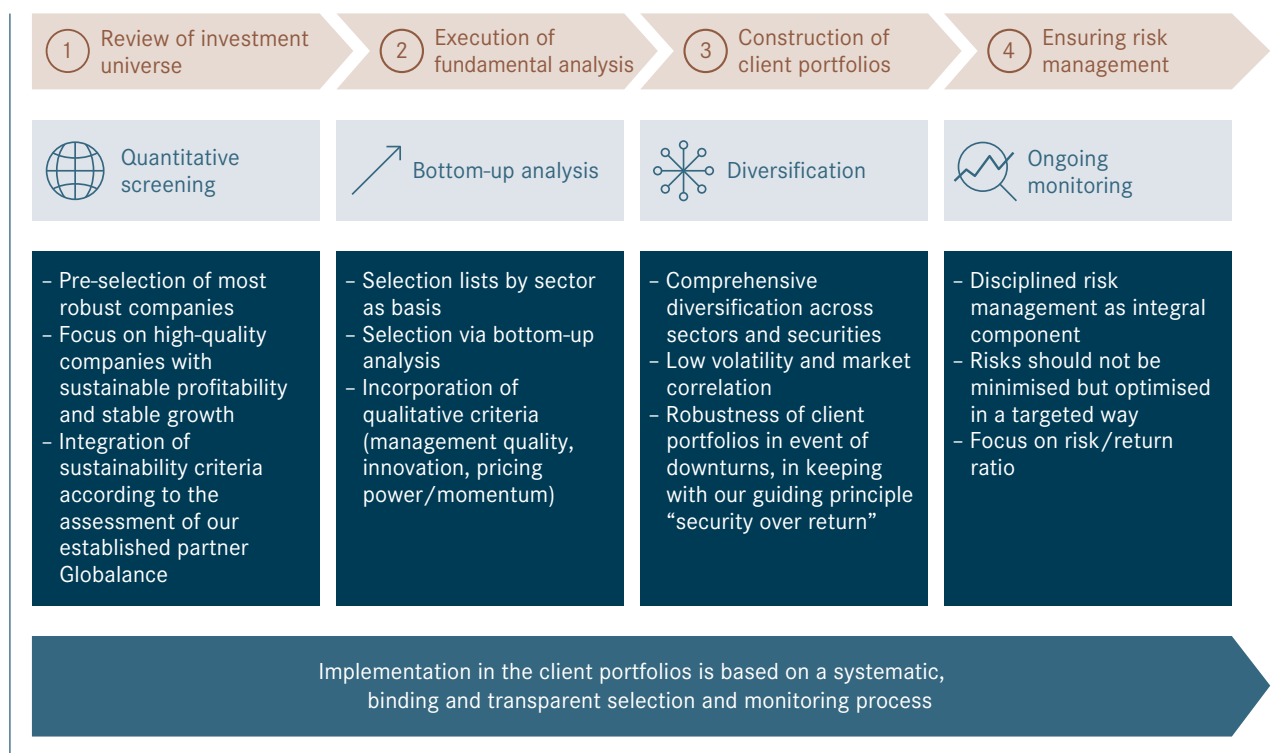 1
Review of investment
universe
2
Execution of
fundamental analysis
3
Construction of
client portfolios
4
Ensuring risk
management
Quantitative
screening
Bottom-up analysis
Diversification
Ongoing
monitoring
– Pre-selection of most
robust companies
– Focus on high-quality
companies with
sustainable profitability
and stable growth
– Integration of
sustainability criteria
according to the
assessment of our
established partner
Globalance
– Selection lists by sector
as basis
– Selection via bottom-up
analysis
– Incorporation of
qualitative criteria
(management quality,
innovation, pricing
power/momentum)
– Comprehensive
diversification across
sectors and securities
– Low volatility and market
correlation
– Robustness of client
portfolios in event of
downturns, in keeping
with our guiding principle
“security over return”
– Disciplined risk
management as integral
component
– Risks should not be
minimised but optimised
in a targeted way
– Focus on risk/return
ratio
Implementation in the client portfolios is based on a systematic,
binding and transparent selection and monitoring process